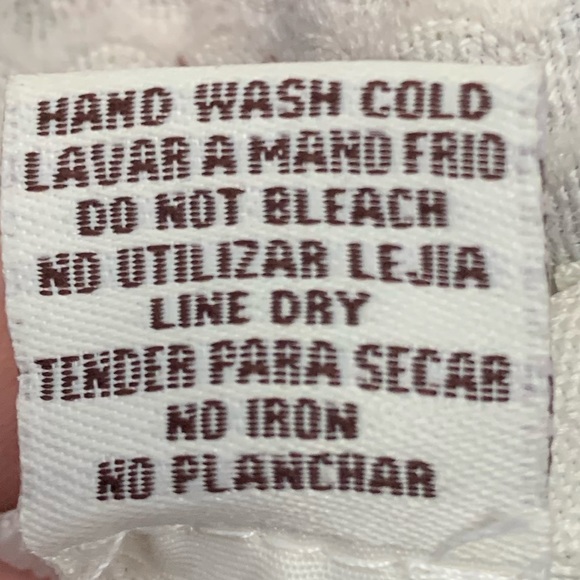 HAND WASH COLD
LAVAR A MANO FRIO
DO NOT BLEACH
NO UTILIZAR LEJIA
LINE DRY
TENDER PARA SECAR
NO IRON
NO PLANCHAR